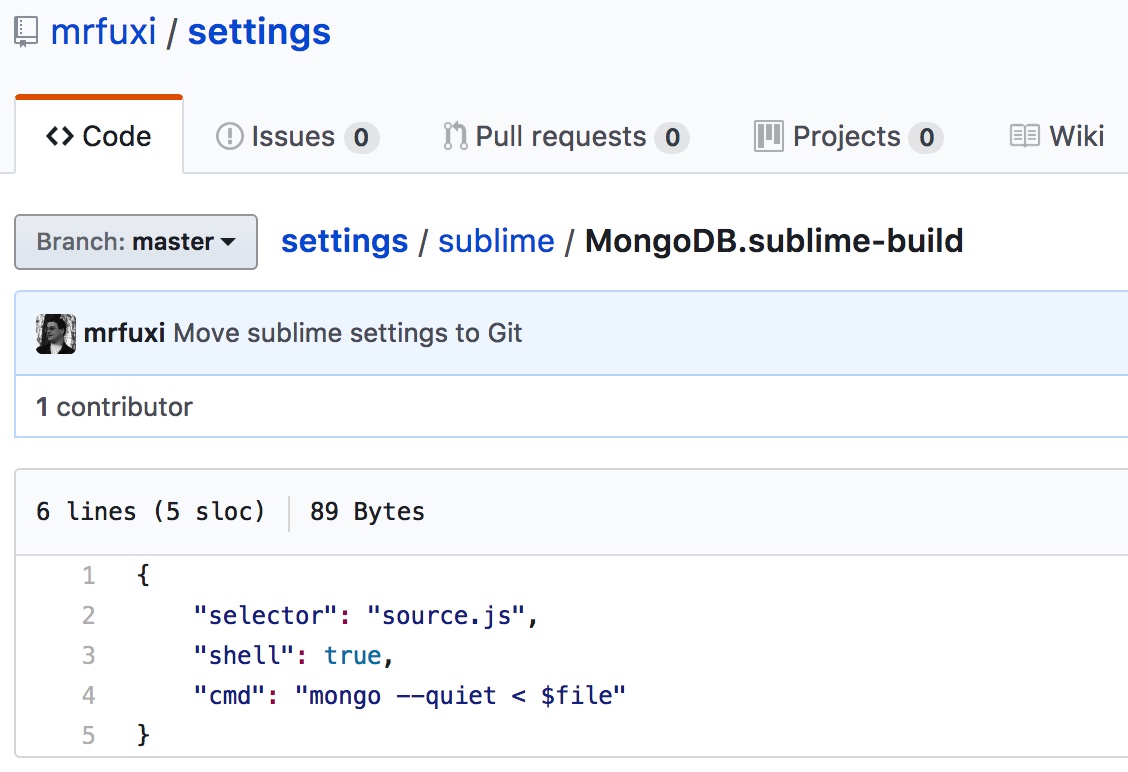 mrfuxi / settings
Code Issues 0 Pull requests 0 Projects 0 Wiki
Branch: master settings / sublime / MongoDB.sublime-build
mrfuxi Move sublime settings to Git
1 contributor
6 lines (5 sloc) 89 Bytes
1 {
2     "selector": "source.js",
3     "shell": true,
4     "cmd": "mongo --quiet < $file"
5 }